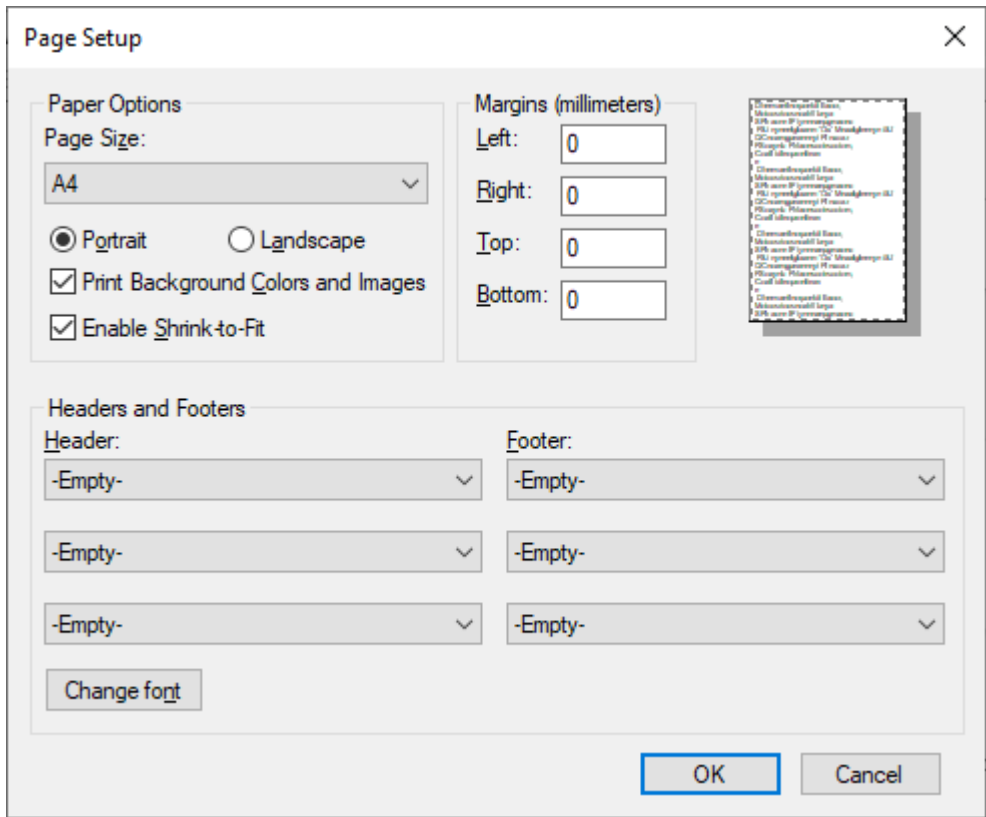 Page Setup
Paper Options
Page Size:
A4
Portrait Landscape
Print Background Colors and Images
Enable Shrink-to-Fit
Margins (millimeters)
Left: 0
Right: 0
Top: 0
Bottom: 0
Headers and Footers
Header: Footer:
-Empty- -Empty-
-Empty- -Empty-
-Empty- -Empty-
Change font
OK Cancel